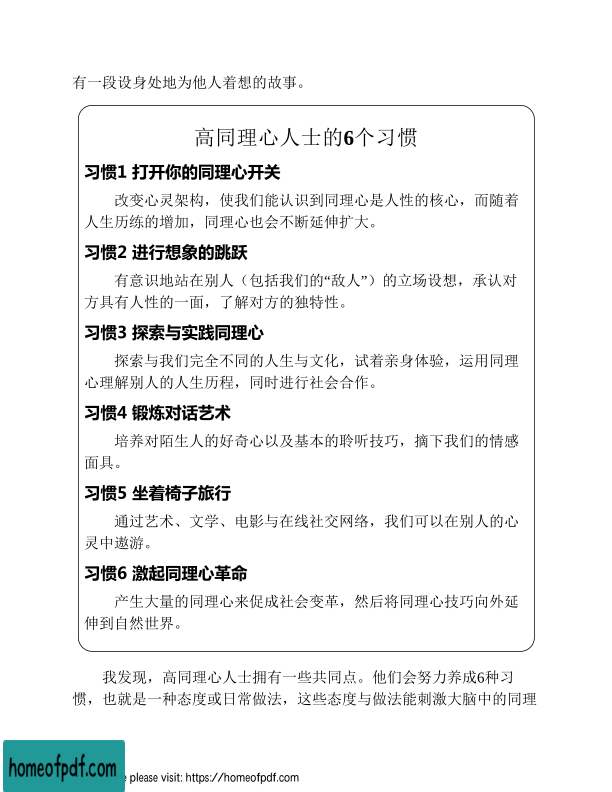 有一段设身处地为他人着想的故事。
高同理心人士的6个习惯
习惯1 打开你的同理心开关
改变心灵架构，使我们能认识到同理心是人性的核心，而随着
人生历练的增加，同理心也会不断延伸扩大。
习惯2 进行想象的跳跃
有意识地站在别人（包括我们的“敌人”）的立场设想，承认对
方具有人性的一面，了解对方的独特性。
习惯3 探索与实践同理心
探索与我们完全不同的人生与文化，试着亲身体验，运用同理
心理解别人的人生历程，同时进行社会合作。
习惯4 锻炼对话艺术
培养对陌生人的好奇心以及基本的聆听技巧，摘下我们的情感
面具。
习惯5 坐着椅子旅行
通过艺术、文学、电影与在线社交网络，我们可以在别人的心
灵中遨游。
习惯6 激起同理心革命
产生大量的同理心来促成社会变革，然后将同理心技巧向外延
伸到自然世界。
我发现，高同理心人士拥有一些共同点。他们会努力养成6种习
惯，也就是一种态度或日常做法，这些态度与做法能刺激大脑中的同理
homeofpdf.com
e please visit: https://homeofpdf.com